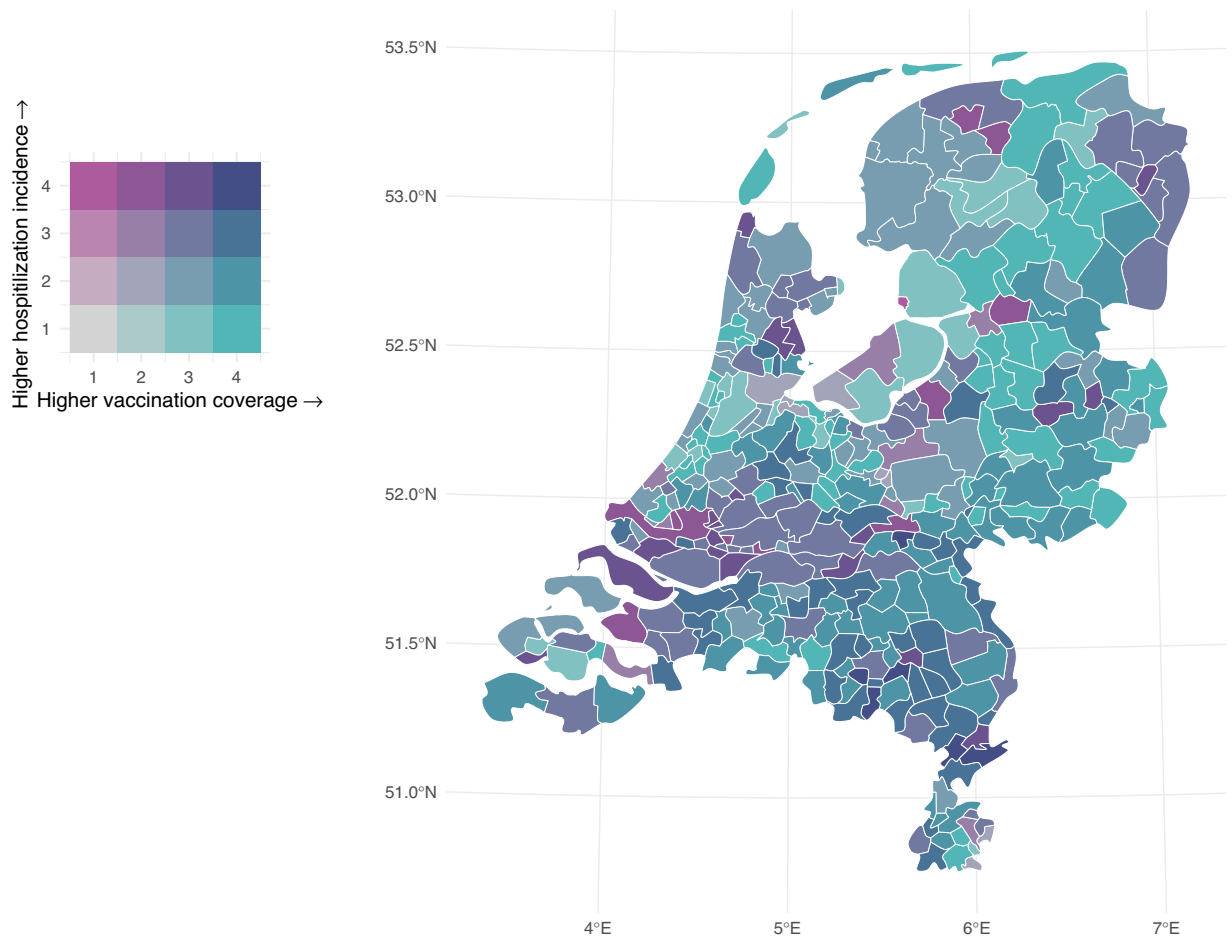 Higher hospitilization incidence →
4
3
2
1
1 2 3 4
Higher vaccination coverage →
53.5°N
53.0°N
52.5°N
52.0°N
51.5°N
51.0°N
4°E 5°E 6°E 7°E